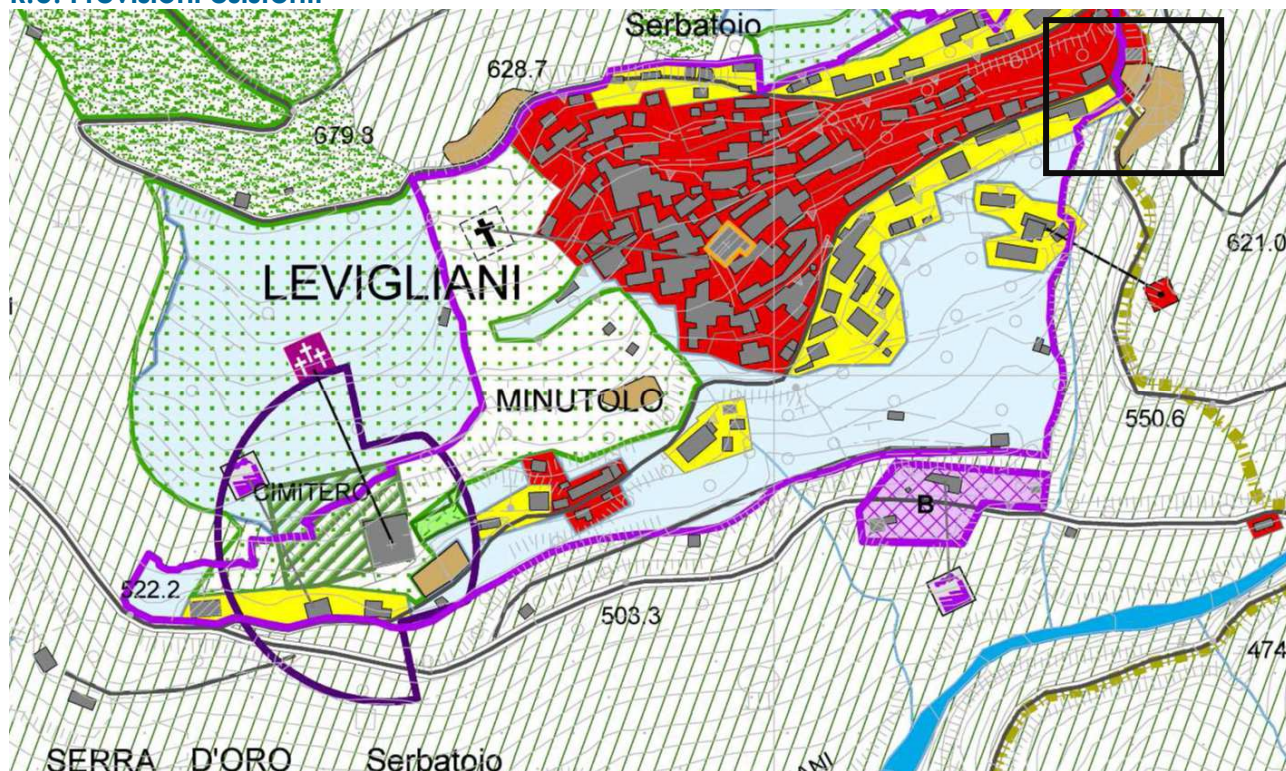 Serbatoio
628.7
679.8
621.0
LEVIGLIANI
MINUTOLO
550.6
CIMITERO
B
522.2
503.3
474
SERRA D'ORO Serbatoio